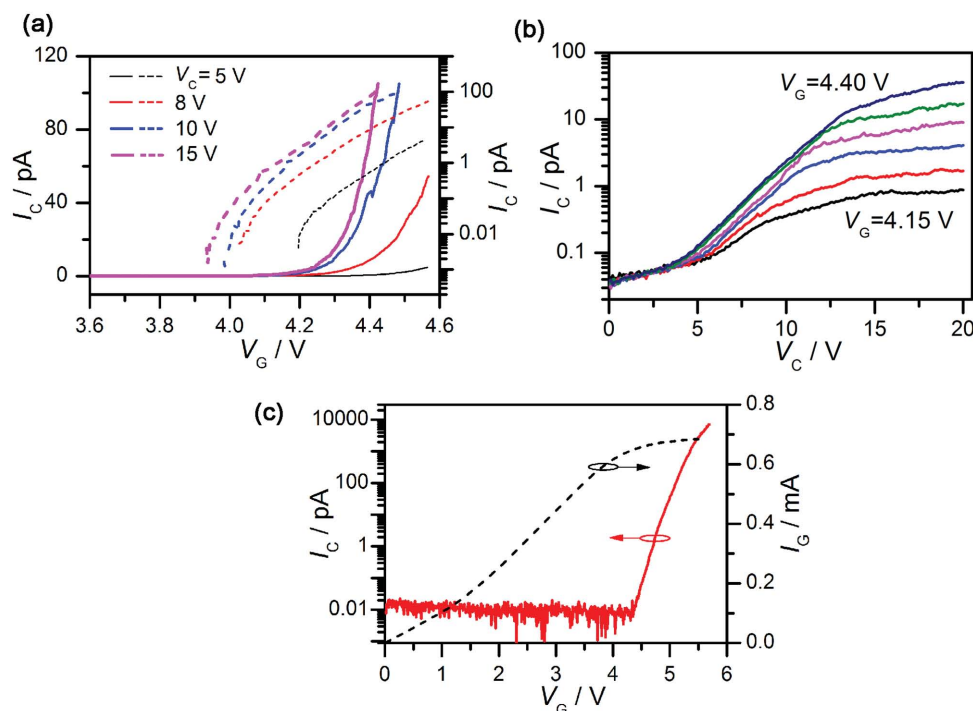 (a)
120
80
40
0
I_C / pA
V_C = 5 V
8 V
10 V
15 V
100
1
0.01
I_C / pA
3.6 3.8 4.0 4.2 4.4 4.6
V_G / V
(b)
100
10
1
0.1
I_C / pA
V_G=4.40 V
V_G=4.15 V
0 5 10 15 20
V_C / V
(c)
10000
100
1
0.01
I_C / pA
0.8
0.6
0.4
0.2
0.0
I_G / mA
0 1 2 3 4 5 6
V_G / V